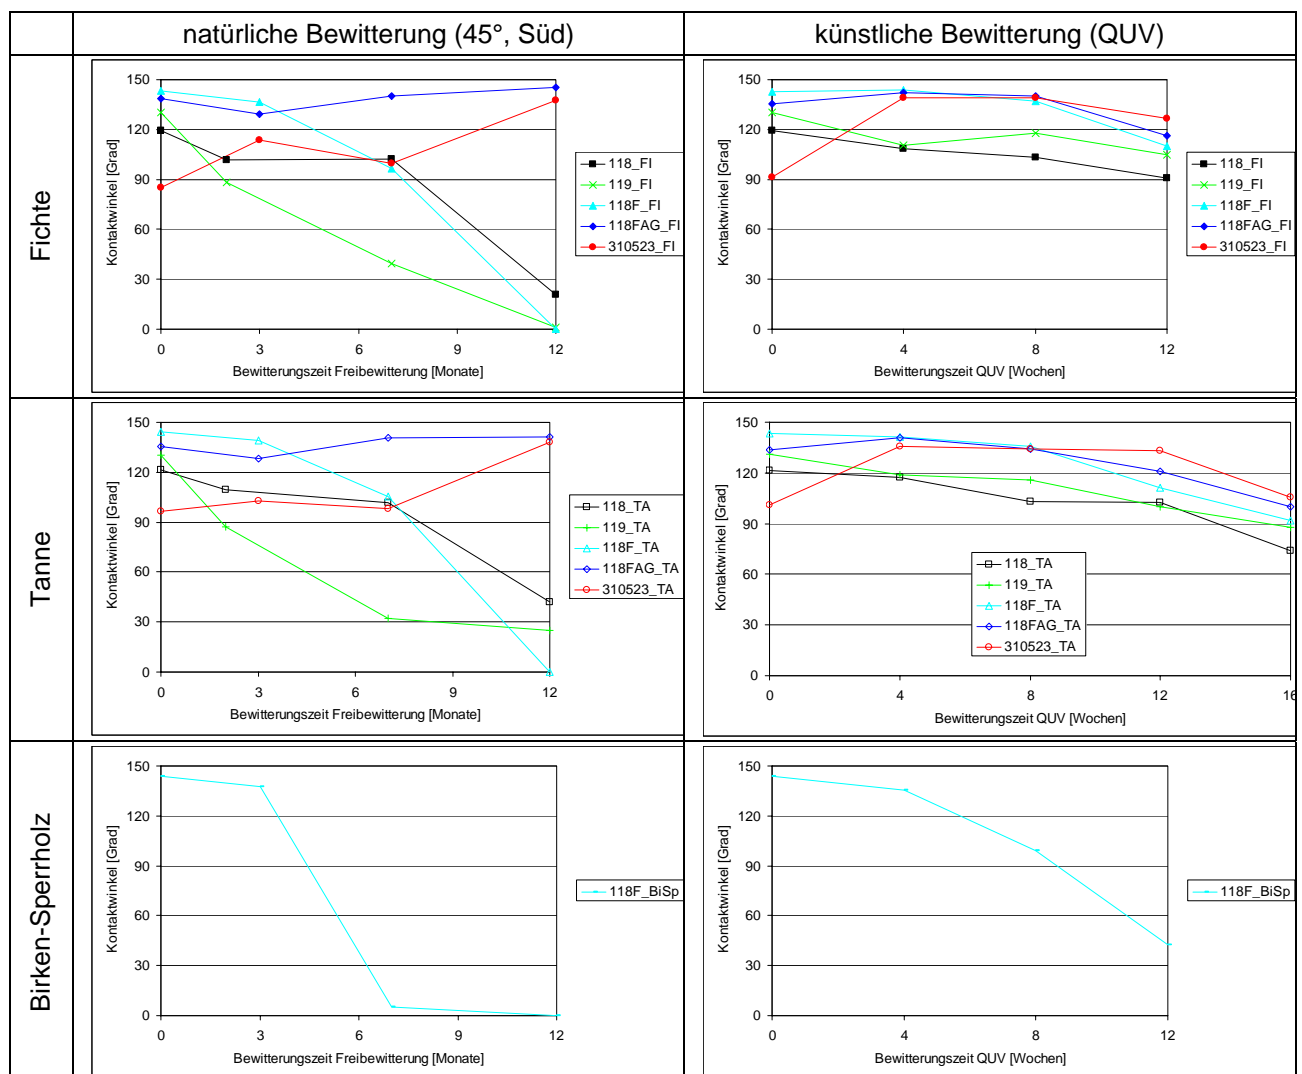 natürliche Bewitterung (45°, Süd)
künstliche Bewitterung (QUV)
Fichte
150
120
90
60
30
0
Kontaktwinkel [Grad]
0 3 6 9 12
Bewitterungszeit Freibewitterung [Monate]
118_FI
119_FI
118F_FI
118FAG_FI
310523_FI
150
120
90
60
30
0
Kontaktwinkel [Grad]
0 4 8 12
Bewitterungszeit QUV [Wochen]
118_FI
119_FI
118F_FI
118FAG_FI
310523_FI
Tanne
150
120
90
60
30
0
Kontaktwinkel [Grad]
0 3 6 9 12
Bewitterungszeit Freibewitterung [Monate]
118_TA
119_TA
118F_TA
118FAG_TA
310523_TA
150
120
90
60
30
0
Kontaktwinkel [Grad]
0 4 8 12 16
Bewitterungszeit QUV [Wochen]
118_TA
119_TA
118F_TA
118FAG_TA
310523_TA
Birken-Sperrholz
150
120
90
60
30
0
Kontaktwinkel [Grad]
0 3 6 9 12
Bewitterungszeit Freibewitterung [Monate]
118F_BiSp
150
120
90
60
30
0
Kontaktwinkel [Grad]
0 4 8 12
Bewitterungszeit QUV [Wochen]
118F_BiSp